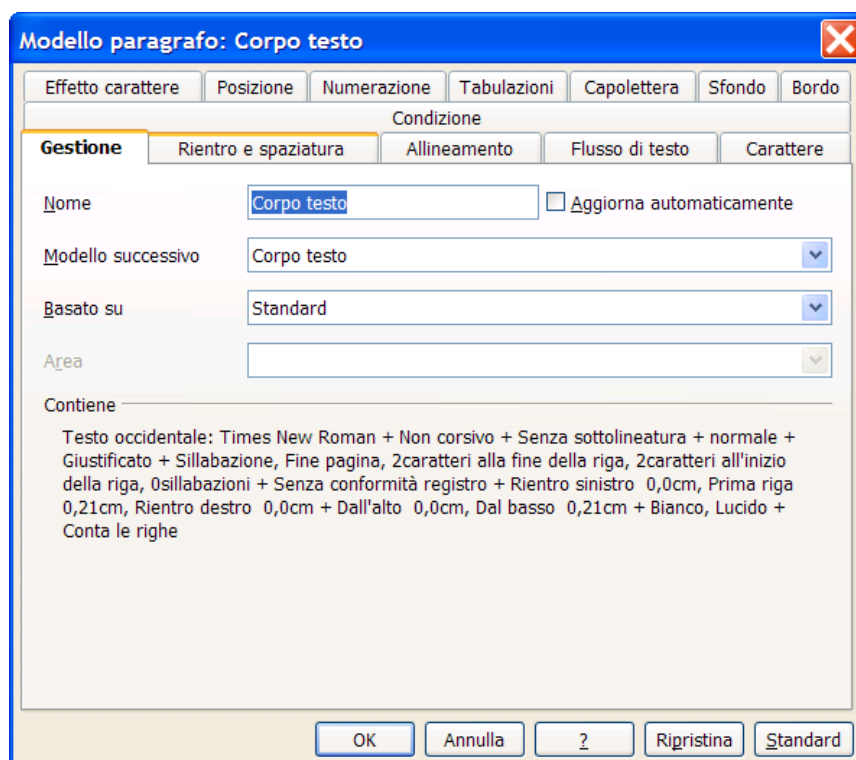 Modello paragrafo: Corpo testo
Effetto carattere Posizione Numerazione Tabulazioni Capolettera Sfondo Bordo
Condizione
Gestione Rientro e spaziatura Allineamento Flusso di testo Carattere
Nome Corpo testo Aggiorna automaticamente
Modello successivo Corpo testo
Basato su Standard
Area
Contiene
Testo occidentale: Times New Roman + Non corsivo + Senza sottolineatura + normale +
Giustificato + Sillabazione, Fine pagina, 2caratteri alla fine della riga, 2caratteri all'inizio
della riga, 0sillabazioni + Senza conformità registro + Rientro sinistro 0,0cm, Prima riga
0,21cm, Rientro destro 0,0cm + Dall'alto 0,0cm, Dal basso 0,21cm + Bianco, Lucido +
Conta le righe
OK Annulla ? Ripristina Standard